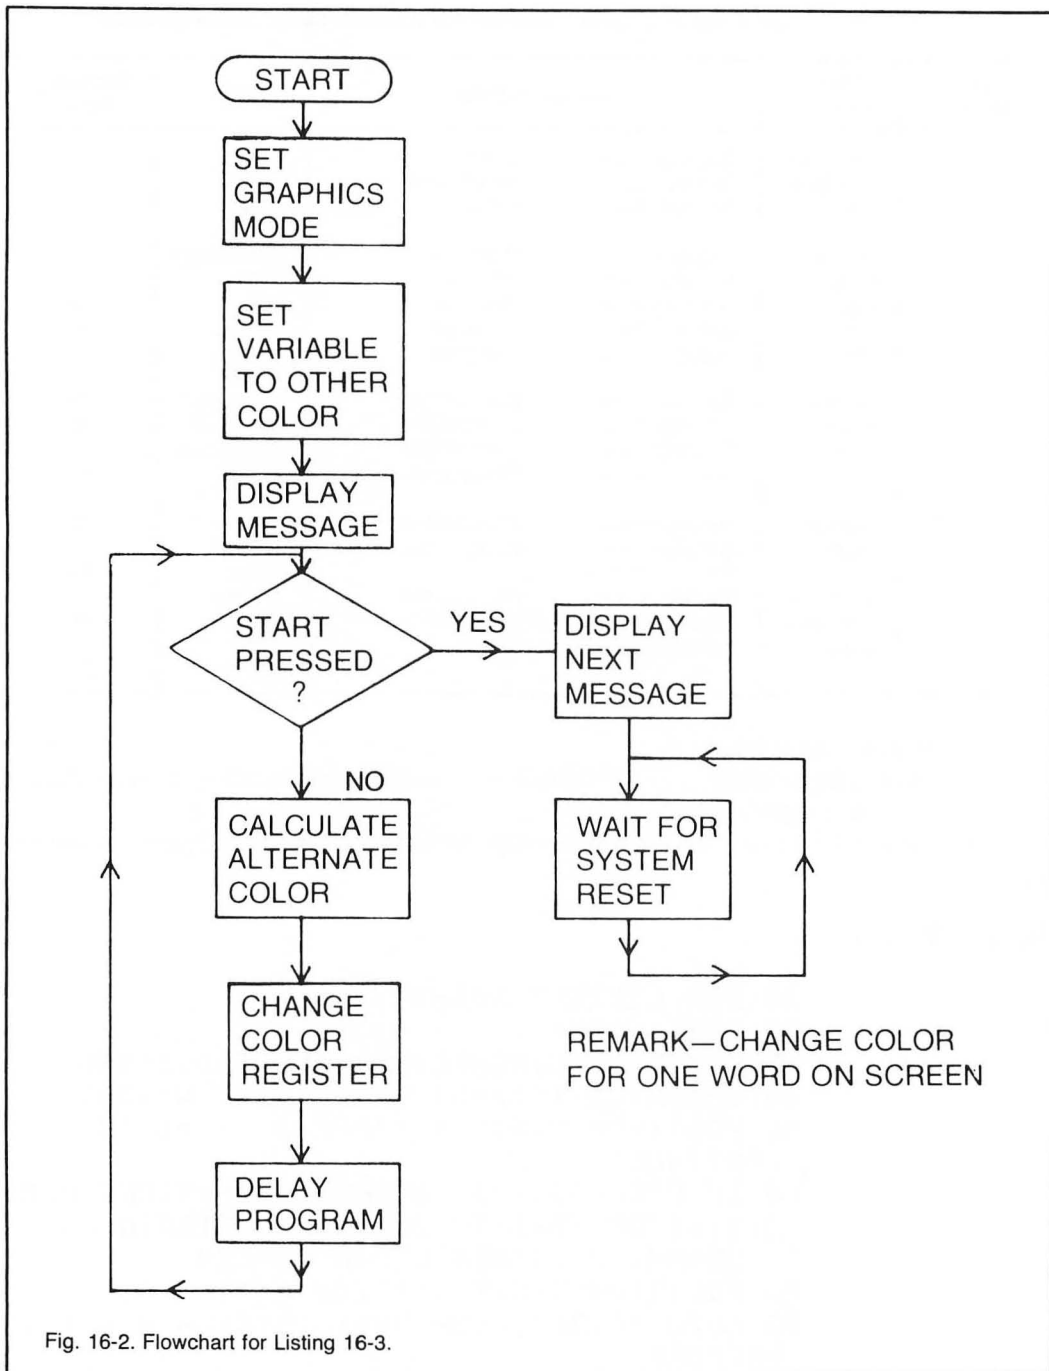 START
SET
GRAPHICS
MODE
SET
VARIABLE
TO OTHER
COLOR
DISPLAY
MESSAGE
START
PRESSED
?
YES
DISPLAY
NEXT
MESSAGE
NO
CALCULATE
ALTERNATE
COLOR
WAIT FOR
SYSTEM
RESET
CHANGE
COLOR
REGISTER
REMARK—CHANGE COLOR
FOR ONE WORD ON SCREEN
DELAY
PROGRAM
Fig. 16-2. Flowchart for Listing 16-3.